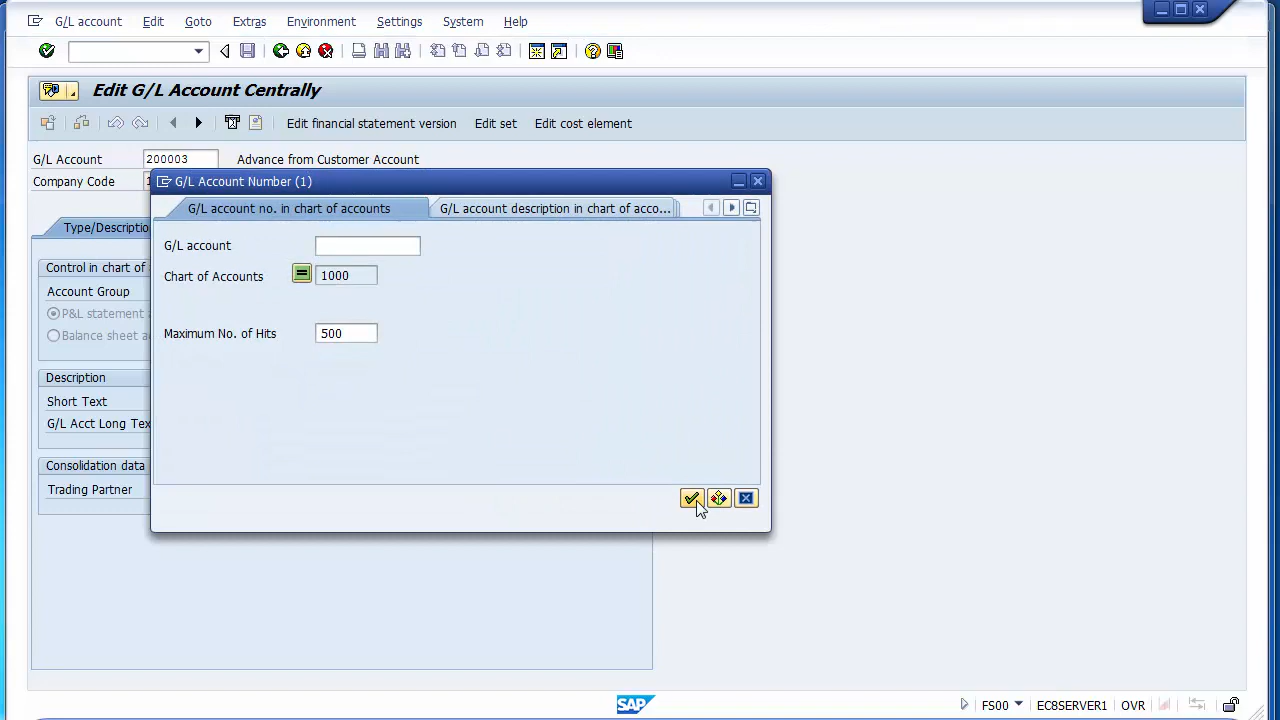 G/L account Edit Goto Extras Environment Settings System Help
Edit G/L Account Centrally
Edit financial statement version Edit set Edit cost element
G/L Account 200003 Advance from Customer Account
Company Code
G/L Account Number (1)
G/L account no. in chart of accounts G/L account description in chart of acco...
G/L account
Chart of Accounts 1000
Maximum No. of Hits 500
Type/Descriptio
Control in chart of
Account Group
P&L statement
Balance sheet a
Description
Short Text
G/L Acct Long Tex
Consolidation data
Trading Partner
SAP FS00 EC8SERVER1 OVR